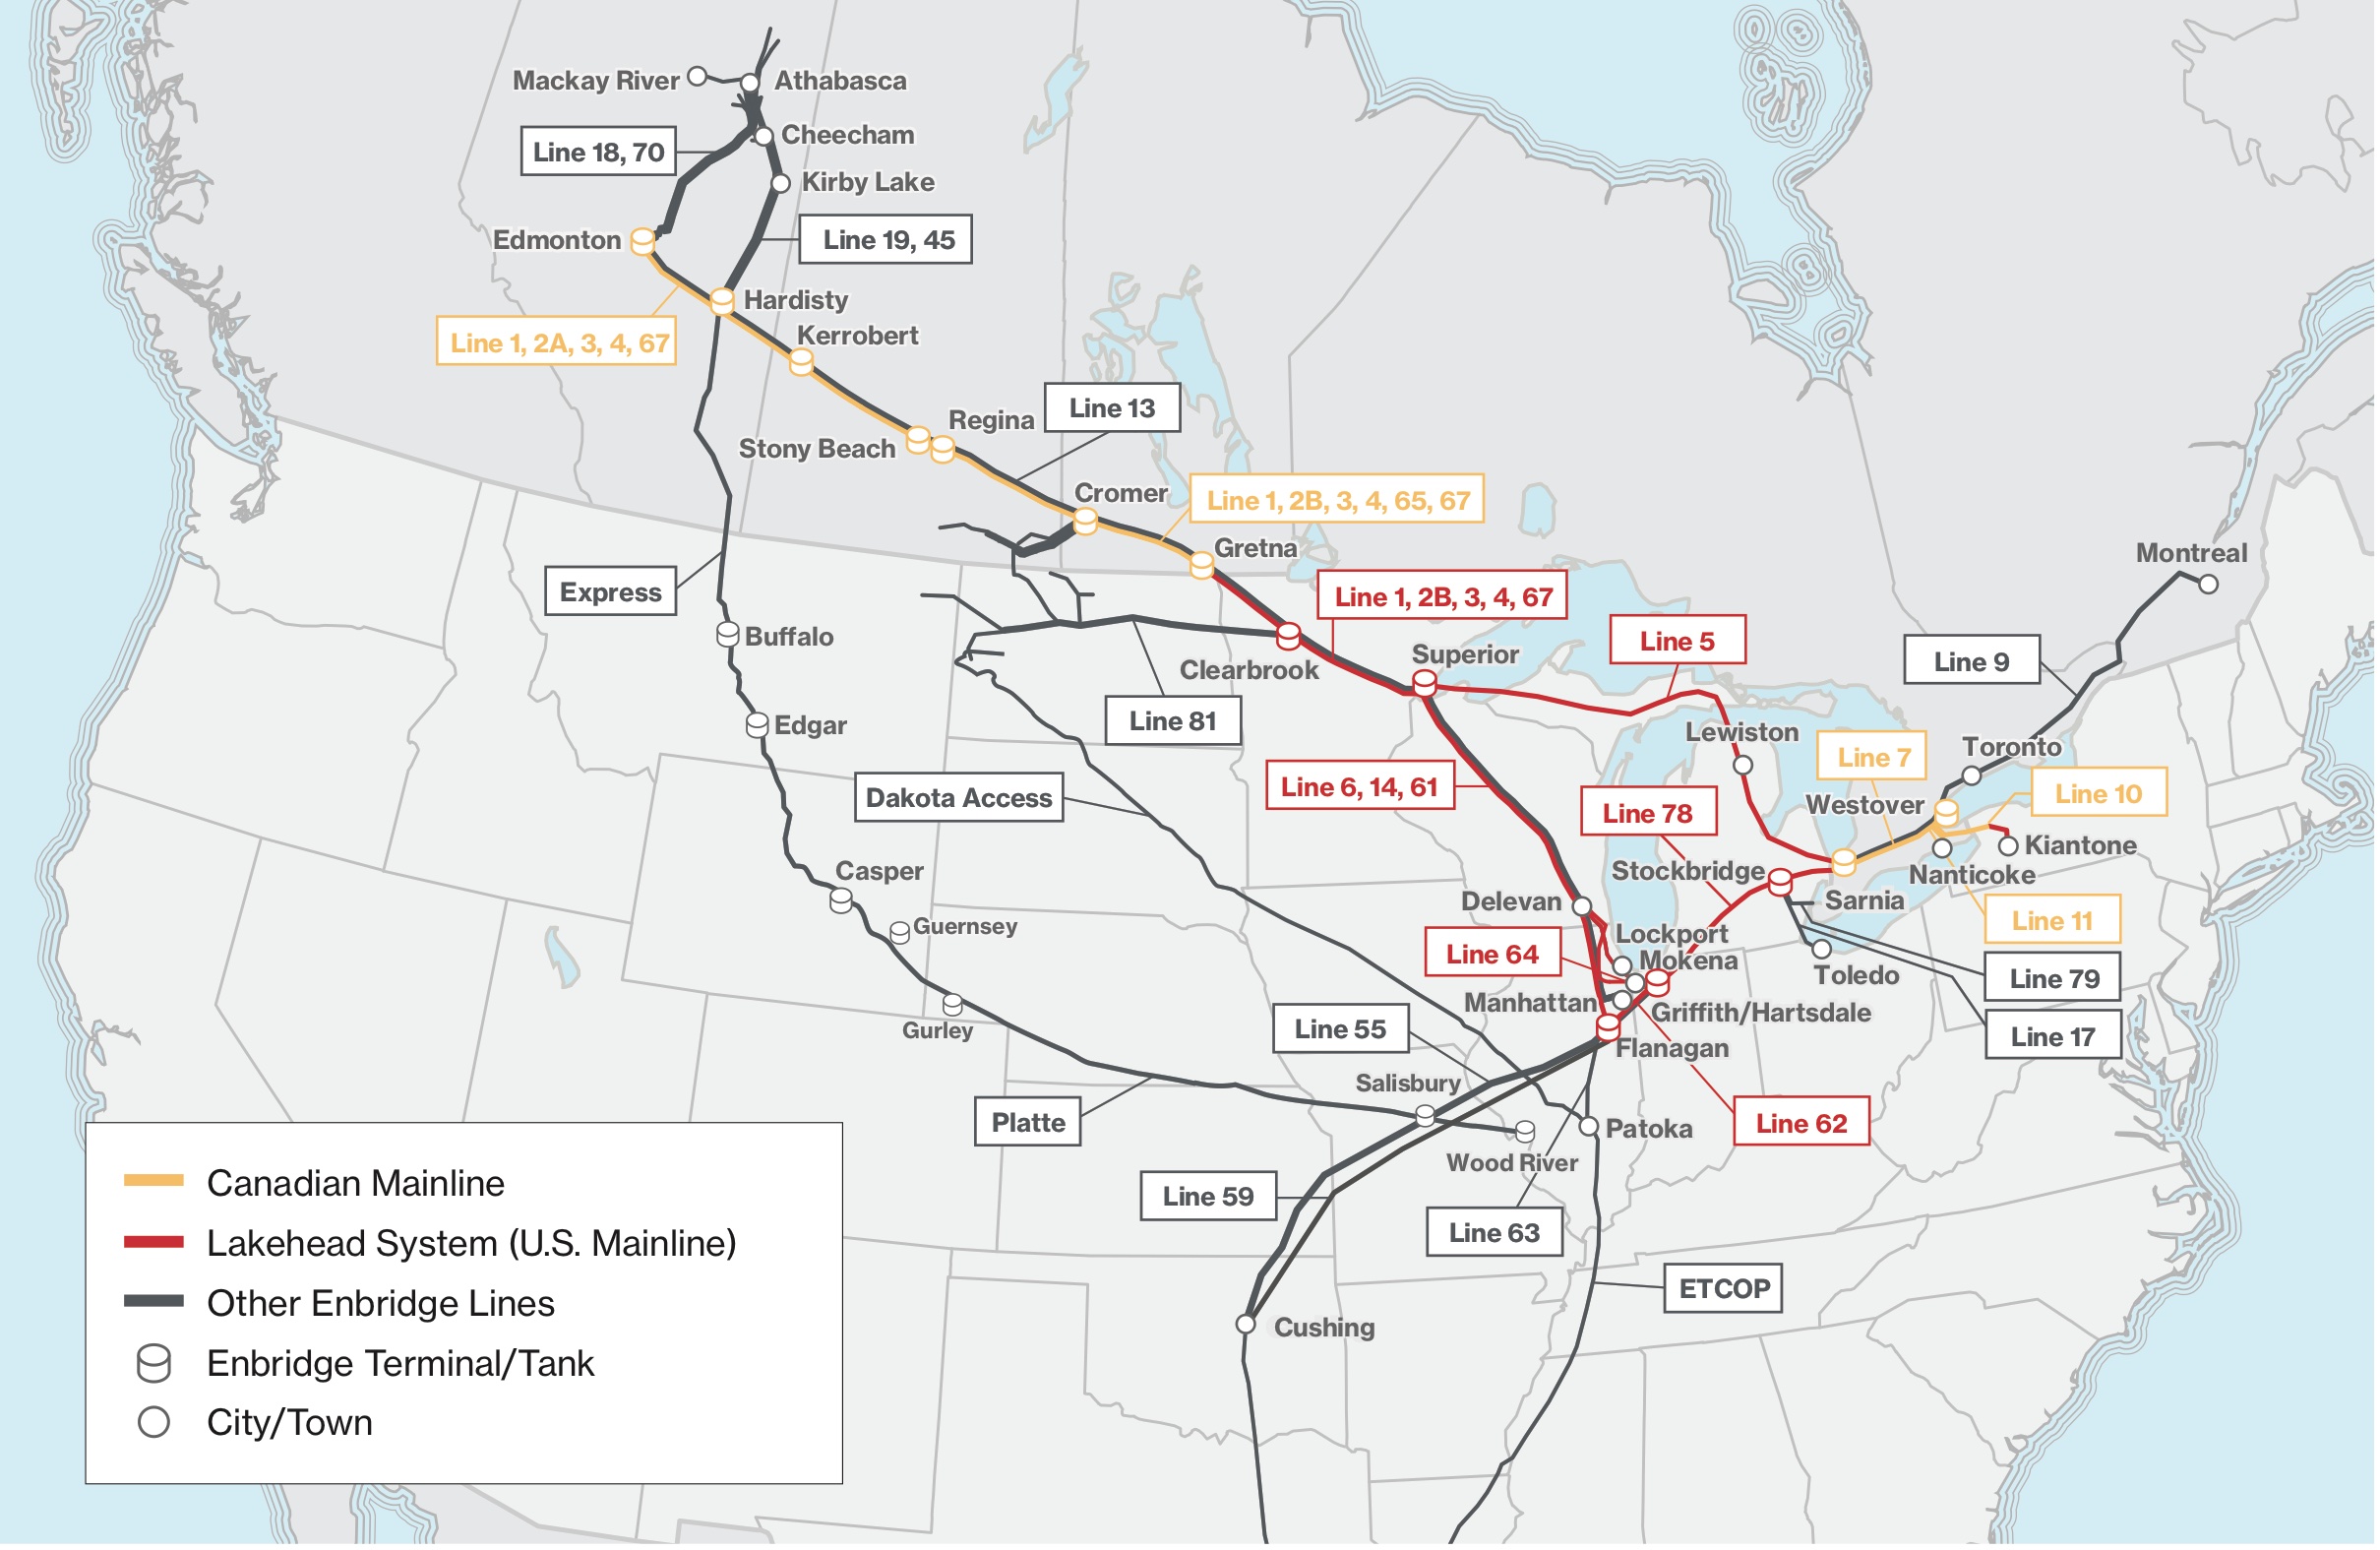 Mackay River
Athabasca
Cheecham
Line 18, 70
Kirby Lake
Edmonton
Line 19, 45
Hardisty
Line 1, 2A, 3, 4, 67
Kerrobert
Line 13
Regina
Stony Beach
Cromer
Line 1, 2B, 3, 4, 65, 67
Gretna
Montreal
Express
Line 1, 2B, 3, 4, 67
Buffalo
Line 5
Superior
Line 9
Clearbrook
Line 81
Edgar
Lewiston
Toronto
Line 7
Line 6, 14, 61
Line 10
Dakota Access
Westover
Line 78
Kiantone
Casper
Stockbridge
Nanticoke
Delevan
Sarnia
Line 11
Guernsey
Lockport
Line 64
Mokena
Toledo
Line 79
Manhattan
Griffith/Hartsdale
Gurley
Line 55
Line 17
Flanagan
Salisbury
Platte
Line 62
Patoka
Wood River
Line 59
Line 63
ETCOP
Cushing
Canadian Mainline
Lakehead System (U.S. Mainline)
Other Enbridge Lines
Enbridge Terminal/Tank
City/Town